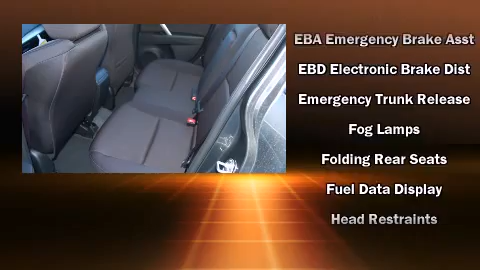 EBA Emergency Brake Asst
EBD Electronic Brake Dist
Emergency Trunk Release
Fog Lamps
Folding Rear Seats
Fuel Data Display
Head Restraints